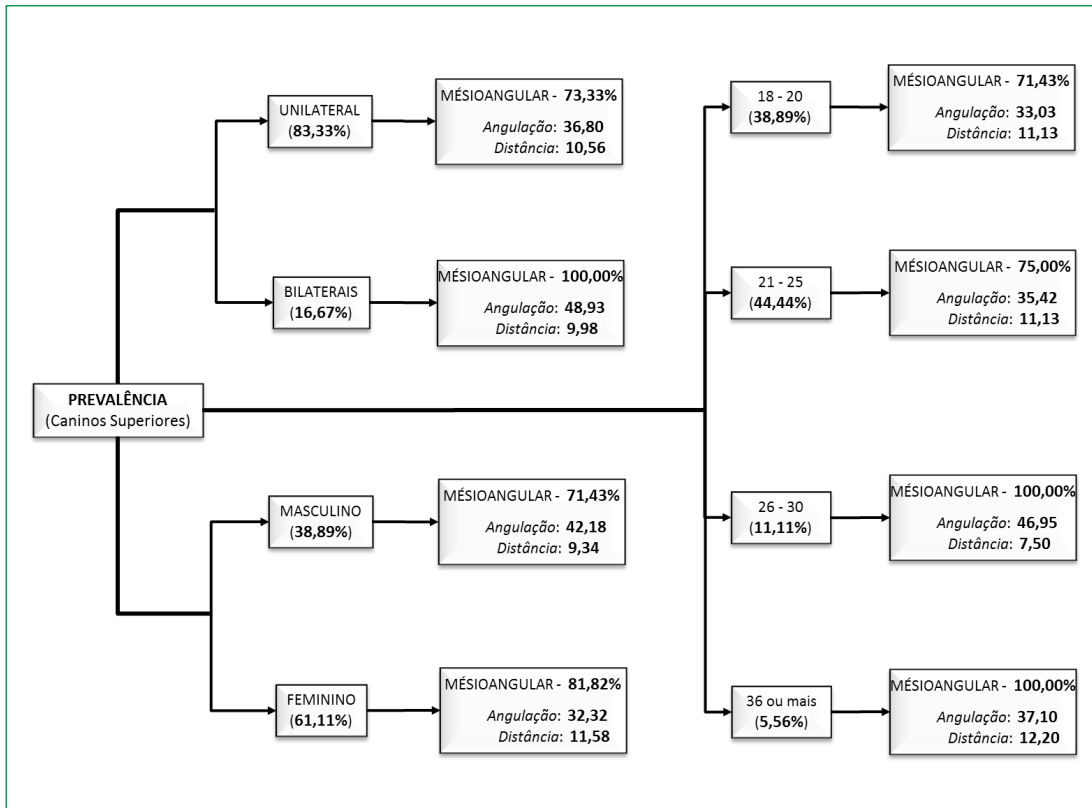 PREVALÊNCIA
(Caninos Superiores)
UNILATERAL
(83,33%)
MÉSIOANGULAR - 73,33%
Angulação: 36,80
Distância: 10,56
BILATERAIS
(16,67%)
MÉSIOANGULAR - 100,00%
Angulação: 48,93
Distância: 9,98
MASCULINO
(38,89%)
MÉSIOANGULAR - 71,43%
Angulação: 42,18
Distância: 9,34
FEMININO
(61,11%)
MÉSIOANGULAR - 81,82%
Angulação: 32,32
Distância: 11,58
18 - 20
(38,89%)
MÉSIOANGULAR - 71,43%
Angulação: 33,03
Distância: 11,13
21 - 25
(44,44%)
MÉSIOANGULAR - 75,00%
Angulação: 35,42
Distância: 11,13
26 - 30
(11,11%)
MÉSIOANGULAR - 100,00%
Angulação: 46,95
Distância: 7,50
36 ou mais
(5,56%)
MÉSIOANGULAR - 100,00%
Angulação: 37,10
Distância: 12,20